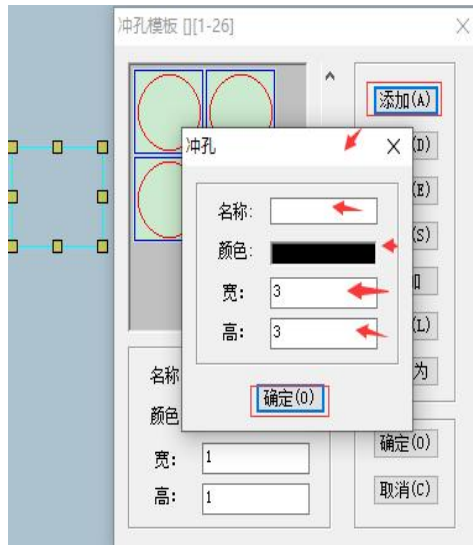 冲孔模板 [][1-26]
添加(A)
冲孔
(D)
(E)
名称:
(S)
颜色:
加
宽: 3
(L)
高: 3
为
名称
确定(O)
颜色
确定(O)
宽: 1
取消(C)
高: 1